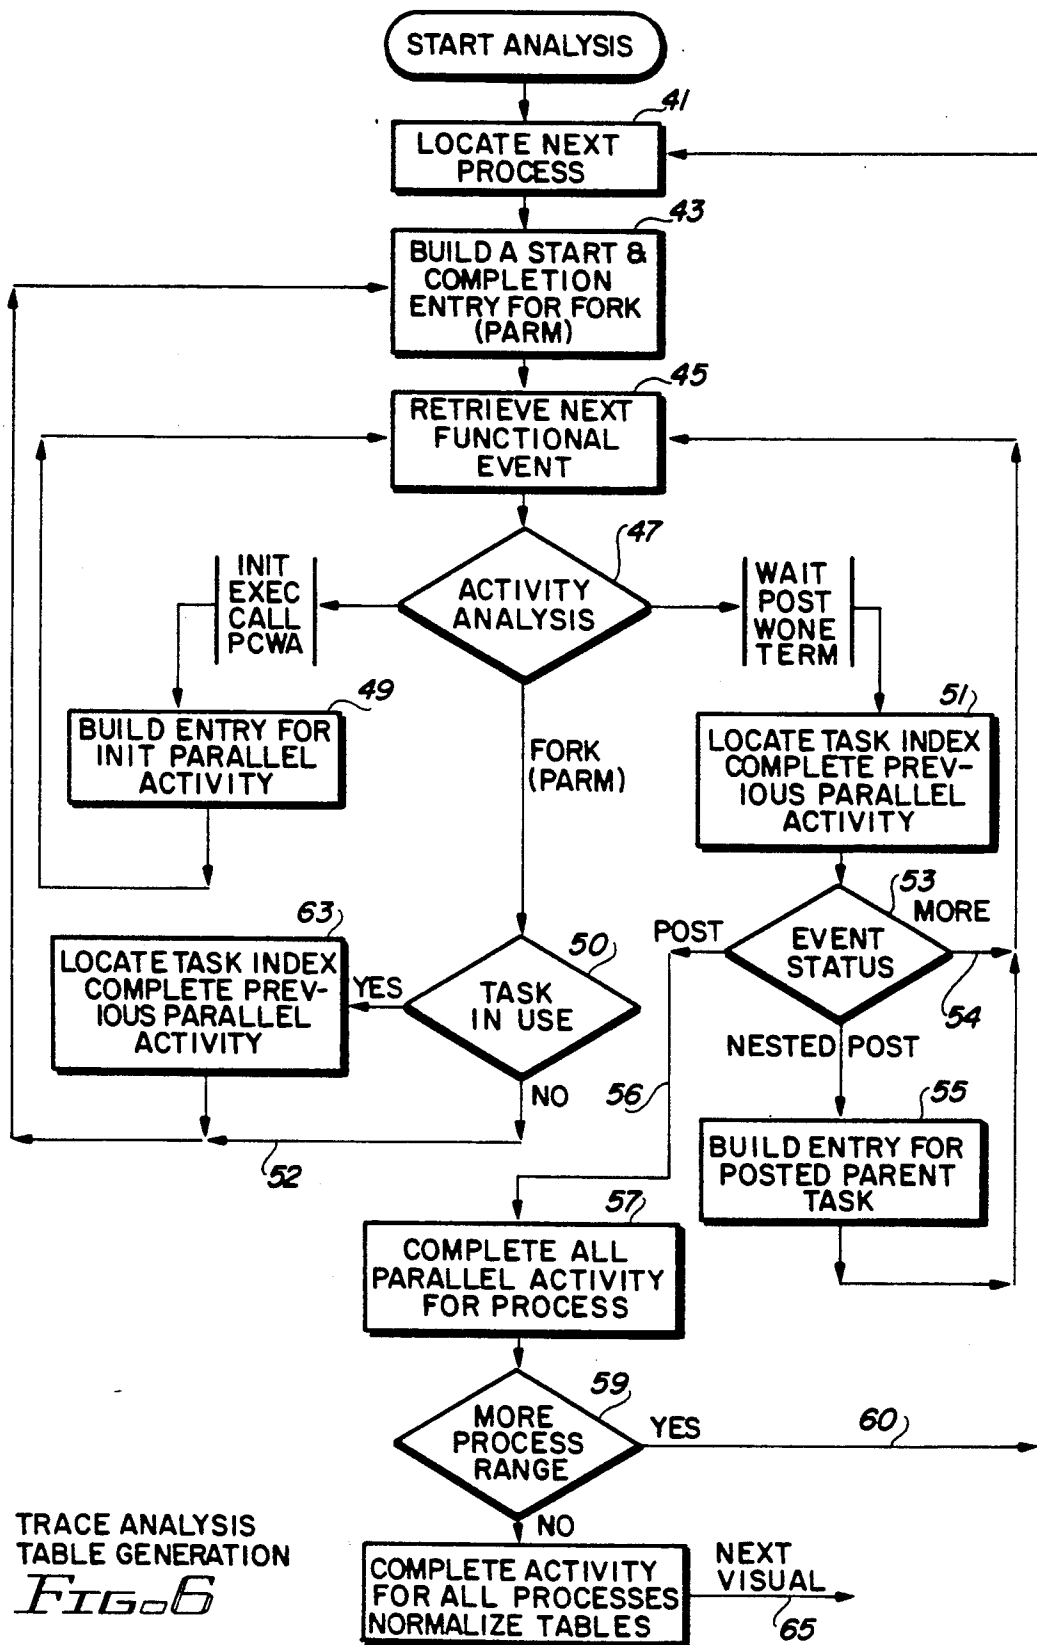 START ANALYSIS
41
LOCATE NEXT
PROCESS
43
BUILD A START &
COMPLETION
ENTRY FOR FORK
(PARM)
45
RETRIEVE NEXT
FUNCTIONAL
EVENT
47
ACTIVITY
ANALYSIS
INIT
EXEC
CALL
PCWA
WAIT
POST
WONE
TERM
49
BUILD ENTRY FOR
INIT PARALLEL
ACTIVITY
FORK
(PARM)
51
LOCATE TASK INDEX
COMPLETE PREV-
IOUS PARALLEL
ACTIVITY
53
MORE
POST
EVENT
STATUS
54
NESTED POST
63
LOCATE TASK INDEX
COMPLETE PREV-
IOUS PARALLEL
ACTIVITY
YES
50
TASK
IN USE
NO
52
56
55
BUILD ENTRY FOR
POSTED PARENT
TASK
57
COMPLETE ALL
PARALLEL ACTIVITY
FOR PROCESS
59
MORE
PROCESS
RANGE
YES
60
NO
COMPLETE ACTIVITY
FOR ALL PROCESSES
NORMALIZE TABLES
NEXT
VISUAL
65
TRACE ANALYSIS
TABLE GENERATION
FIG. 6